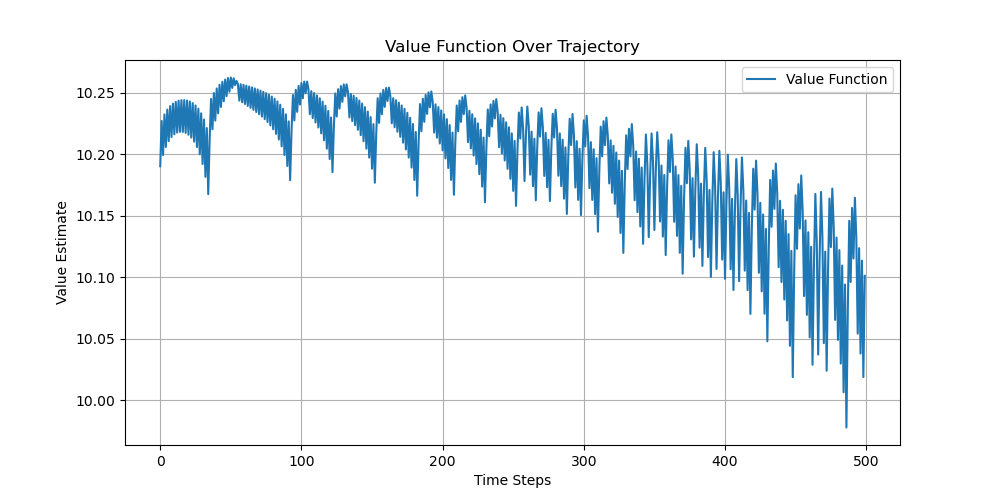 Value Function Over Trajectory
Value Function
10.25
10.20
10.15
10.10
10.05
10.00
Value Estimate
0 100 200 300 400 500
Time Steps